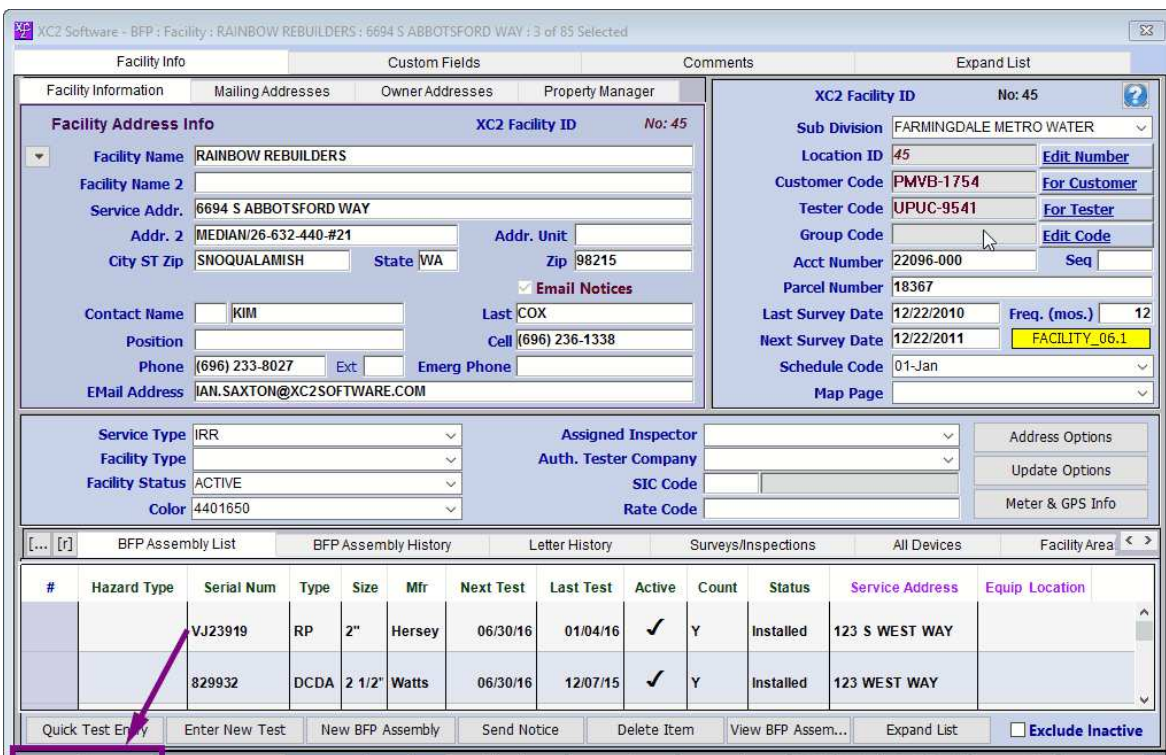 XC2 Software - BFP : Facility : RAINBOW REBUILDERS : 6694 S ABBOTSFORD WAY : 3 of 85 Selected
Facility Info Custom Fields Comments Expand List
Facility Information Mailing Addresses Owner Addresses Property Manager
Facility Address Info XC2 Facility ID No: 45
Facility Name RAINBOW REBUILDERS
Facility Name 2
Service Addr. 6694 S ABBOTSFORD WAY
Addr. 2 MEDIAN/26-632-440-#21 Addr. Unit
City ST Zip SNOQUALAMISH State WA Zip 98215
Email Notices
Contact Name KIM Last COX
Position Cell (696) 236-1338
Phone (696) 233-8027 Ext Emerg Phone
EMail Address IAN.SAXTON@XC2SOFTWARE.COM
XC2 Facility ID No: 45 ?
Sub Division FARMINGDALE METRO WATER
Location ID 45 Edit Number
Customer Code PMVB-1754 For Customer
Tester Code UPUC-9541 For Tester
Group Code Edit Code
Acct Number 22096-000 Seq
Parcel Number 18367
Last Survey Date 12/22/2010 Freq. (mos.) 12
Next Survey Date 12/22/2011 FACILITY_06.1
Schedule Code 01-Jan
Map Page
Service Type IRR Assigned Inspector Address Options
Facility Type Auth. Tester Company Update Options
Facility Status ACTIVE SIC Code
Color 4401650 Rate Code Meter & GPS Info
[... [r] BFP Assembly List BFP Assembly History Letter History Surveys/Inspections All Devices Facility Area < >
# Hazard Type Serial Num Type Size Mfr Next Test Last Test Active Count Status Service Address Equip Location
VJ23919 RP 2" Hersey 06/30/16 01/04/16 ✓ Y Installed 123 S WEST WAY
829932 DCDA 2 1/2" Watts 06/30/16 12/07/15 ✓ Y Installed 123 WEST WAY
Quick Test Entry Enter New Test New BFP Assembly Send Notice Delete Item View BFP Assem... Expand List Exclude Inactive